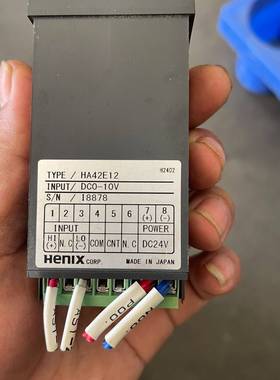 TYPE / HA42E12
H2402
INPUT/ DC0-10V
S/N / I8878
1 2 3 4 5 6 7 (+) 8 (-)
INPUT POWER
HI (+) N.C LO (-) COM CNT N.C DC24V
HENIX CORP. MADE IN JAPAN